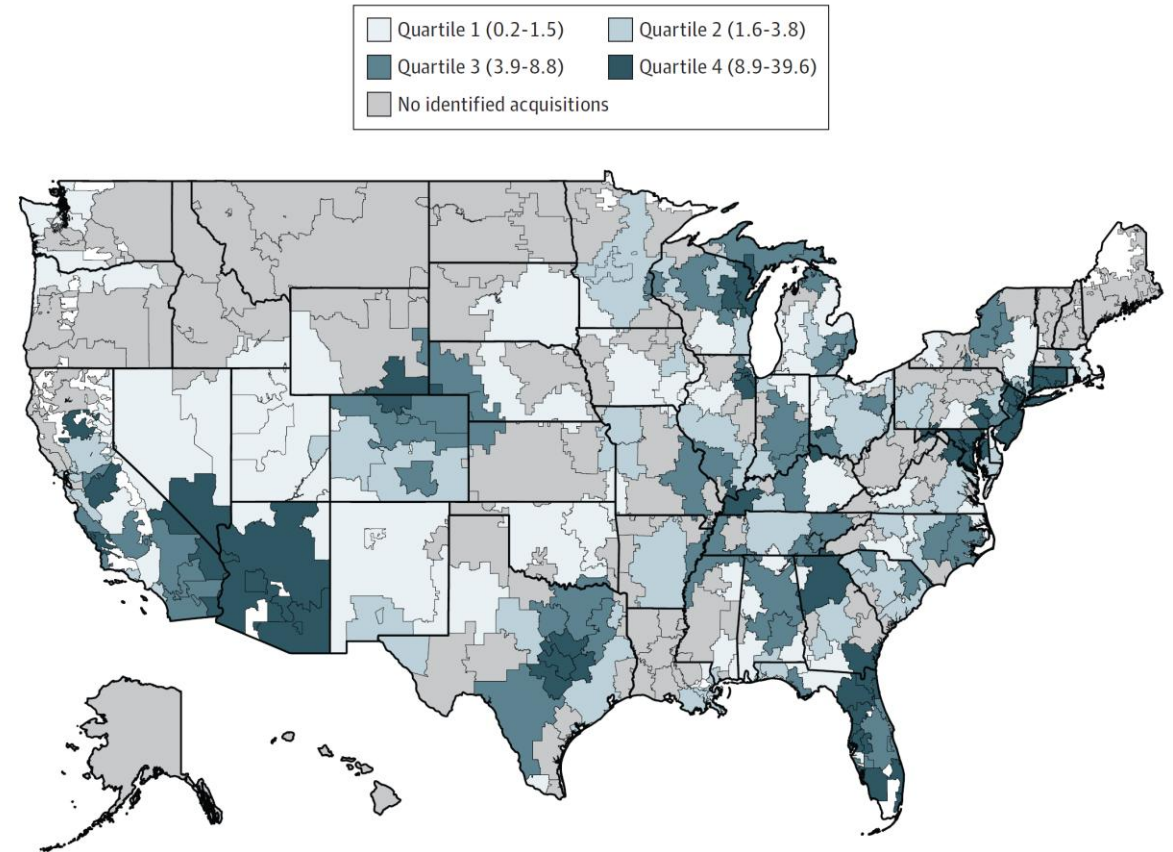 Quartile 1 (0.2-1.5) Quartile 2 (1.6-3.8)
Quartile 3 (3.9-8.8) Quartile 4 (8.9-39.6)
No identified acquisitions